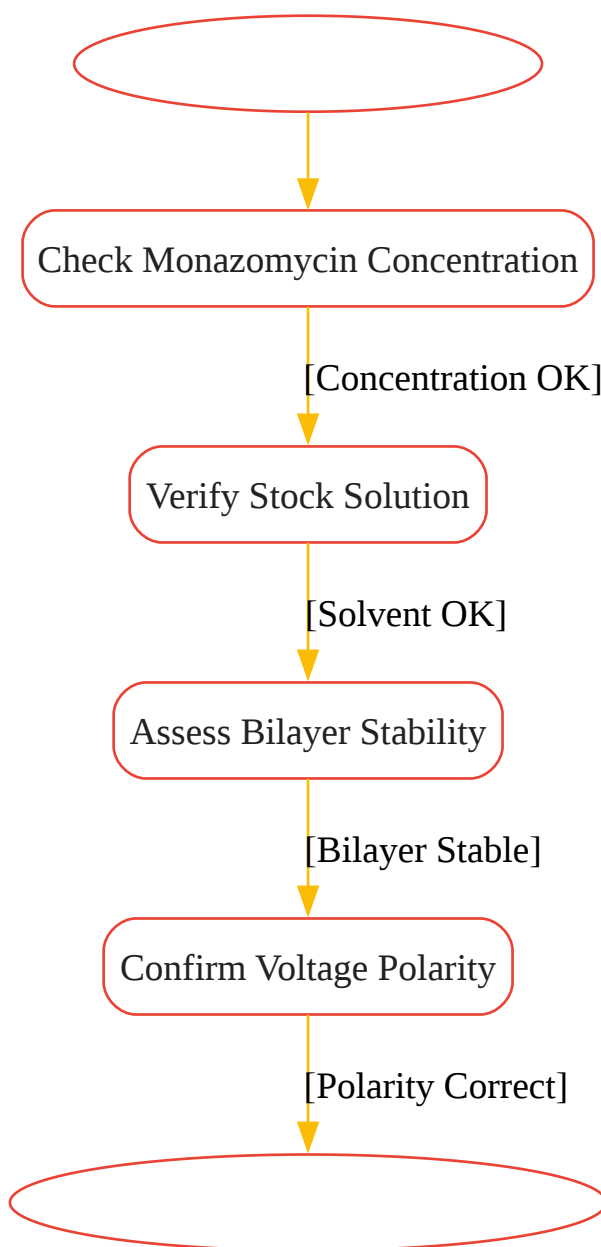 Check Monazomycin Concentration
[Concentration OK]
Verify Stock Solution
[Solvent OK]
Assess Bilayer Stability
[Bilayer Stable]
Confirm Voltage Polarity
[Polarity Correct]